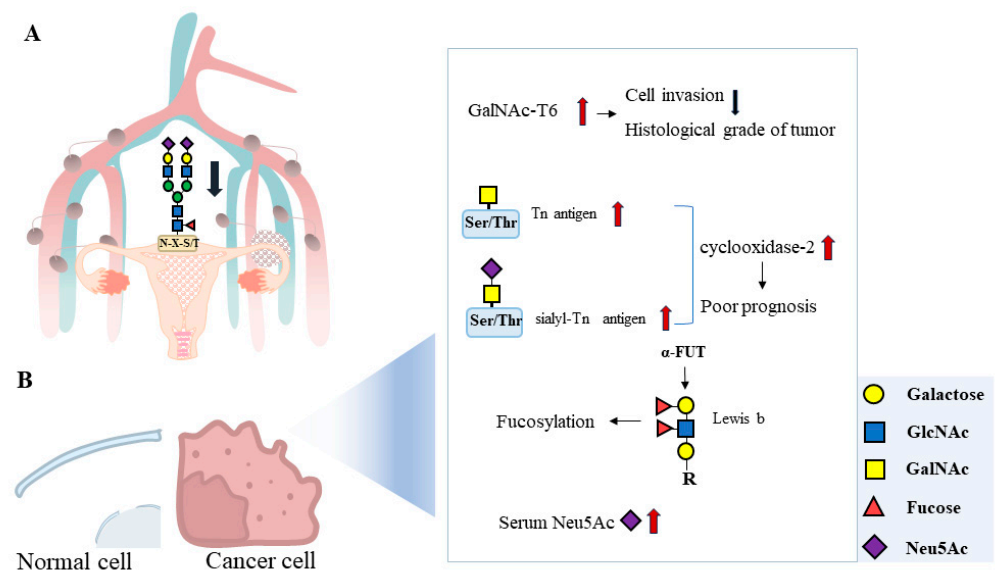 A
N-X-S/T
B
Normal cell
Cancer cell
GalNAc-T6
Cell invasion
Histological grade of tumor
Ser/Thr
Tn antigen
cyclooxidase-2
Poor prognosis
Ser/Thr
sialyl-Tn antigen
α-FUT
Fucosylation
Lewis b
R
Serum Neu5Ac
Galactose
GlcNAc
GalNAc
Fucose
Neu5Ac